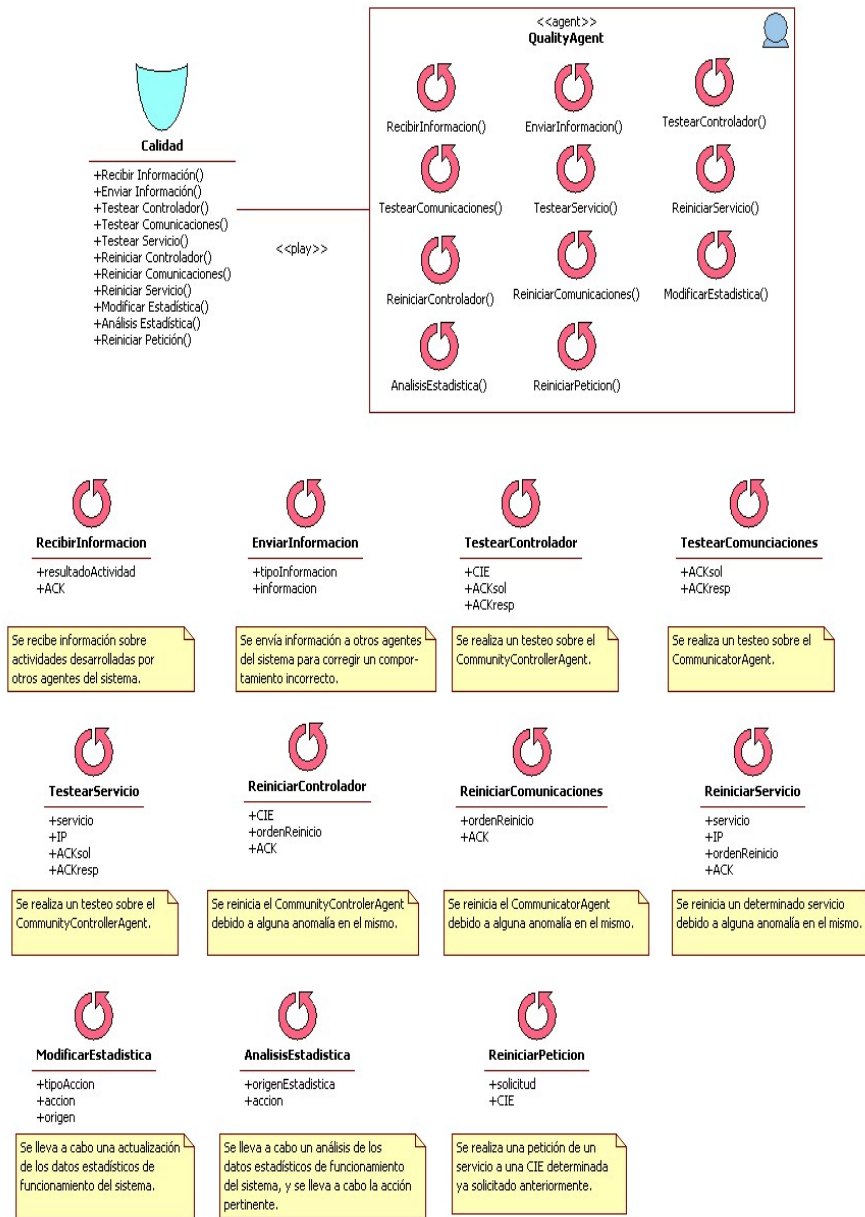 <<agent>>
QualityAgent
RecibirInformacion()
EnviarInformacion()
TestearControlador()
TestearComunicaciones()
TestearServicio()
ReiniciarServicio()
ReiniciarControlador()
ReiniciarComunicaciones()
ModificarEstadistica()
AnalisisEstadistica()
ReiniciarPeticion()
Calidad
+Recibir Información()
+Enviar Información()
+Testear Controlador()
+Testear Comunicaciones()
+Testear Servicio()
+Reiniciar Controlador()
+Reiniciar Comunicaciones()
+Reiniciar Servicio()
+Modificar Estadística()
+Análisis Estadística()
+Reiniciar Petición()
<<play>>
RecibirInformacion
+resultadoActividad
+ACK
Se recibe información sobre
actividades desarrolladas por
otros agentes del sistema.
EnviarInformacion
+tipoInformacion
+informacion
Se envía información a otros agentes
del sistema para corregir un compor-
tamiento incorrecto.
TestearControlador
+CIE
+ACKsol
+ACKresp
Se realiza un testeo sobre el
CommunityControllerAgent.
TestearComunciaciones
+ACKsol
+ACKresp
Se realiza un testeo sobre el
CommunicatorAgent.
TestearServicio
+servicio
+IP
+ACKsol
+ACKresp
Se realiza un testeo sobre el
CommunityControllerAgent.
ReiniciarControlador
+CIE
+ordenReinicio
+ACK
Se reinicia el CommunityControlerAgent
debido a alguna anomalía en el mismo.
ReiniciarComunicaciones
+ordenReinicio
+ACK
Se reinicia el CommunicatorAgent
debido a alguna anomalía en el mismo.
ReiniciarServicio
+servicio
+IP
+ordenReinicio
+ACK
Se reinicia un determinado servicio
debido a alguna anomalía en el mismo.
ModificarEstadistica
+tipoAccion
+accion
+origen
Se lleva a cabo una actualización
de los datos estadísticos de
funcionamiento del sistema.
AnalisisEstadistica
+origenEstadistica
+accion
Se lleva a cabo un análisis de los
datos estadísticos de funcionamiento
del sistema, y se lleva a cabo la acción
pertinente.
ReiniciarPeticion
+solicitud
+CIE
Se realiza una petición de un
servicio a una CIE determinada
ya solicitado anteriormente.